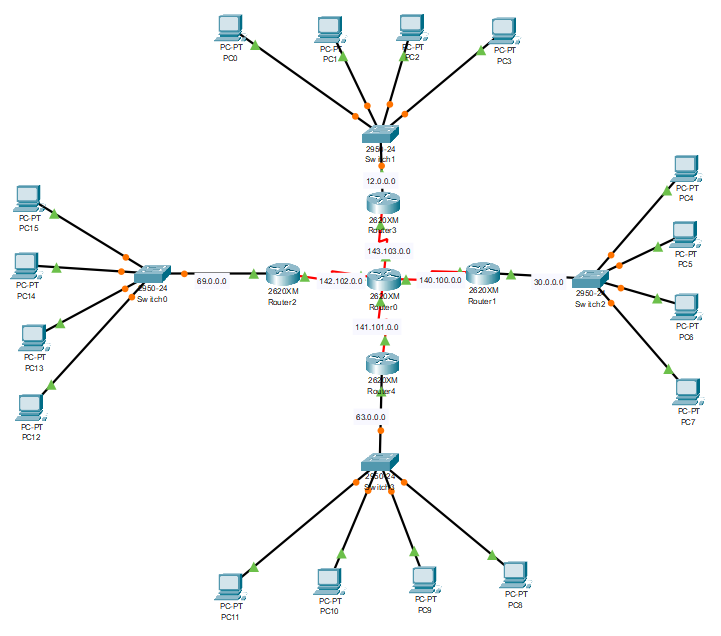 PC-PT
PC0
PC-PT
PC1
PC-PT
PC2
PC-PT
PC3
2950-24
Switch1
12.0.0.0
2620XM
Router3
143.103.0.0
PC-PT
PC15
PC-PT
PC14
PC-PT
PC13
PC-PT
PC12
2950-24
Switch0
69.0.0.0
2620XM
Router2
142.102.0.0
2620XM
Router0
140.100.0.0
2620XM
Router1
30.0.0.0
2950-24
Switch2
PC-PT
PC4
PC-PT
PC5
PC-PT
PC6
PC-PT
PC7
141.101.0.0
2620XM
Router4
63.0.0.0
2950-24
Switch3
PC-PT
PC11
PC-PT
PC10
PC-PT
PC9
PC-PT
PC8